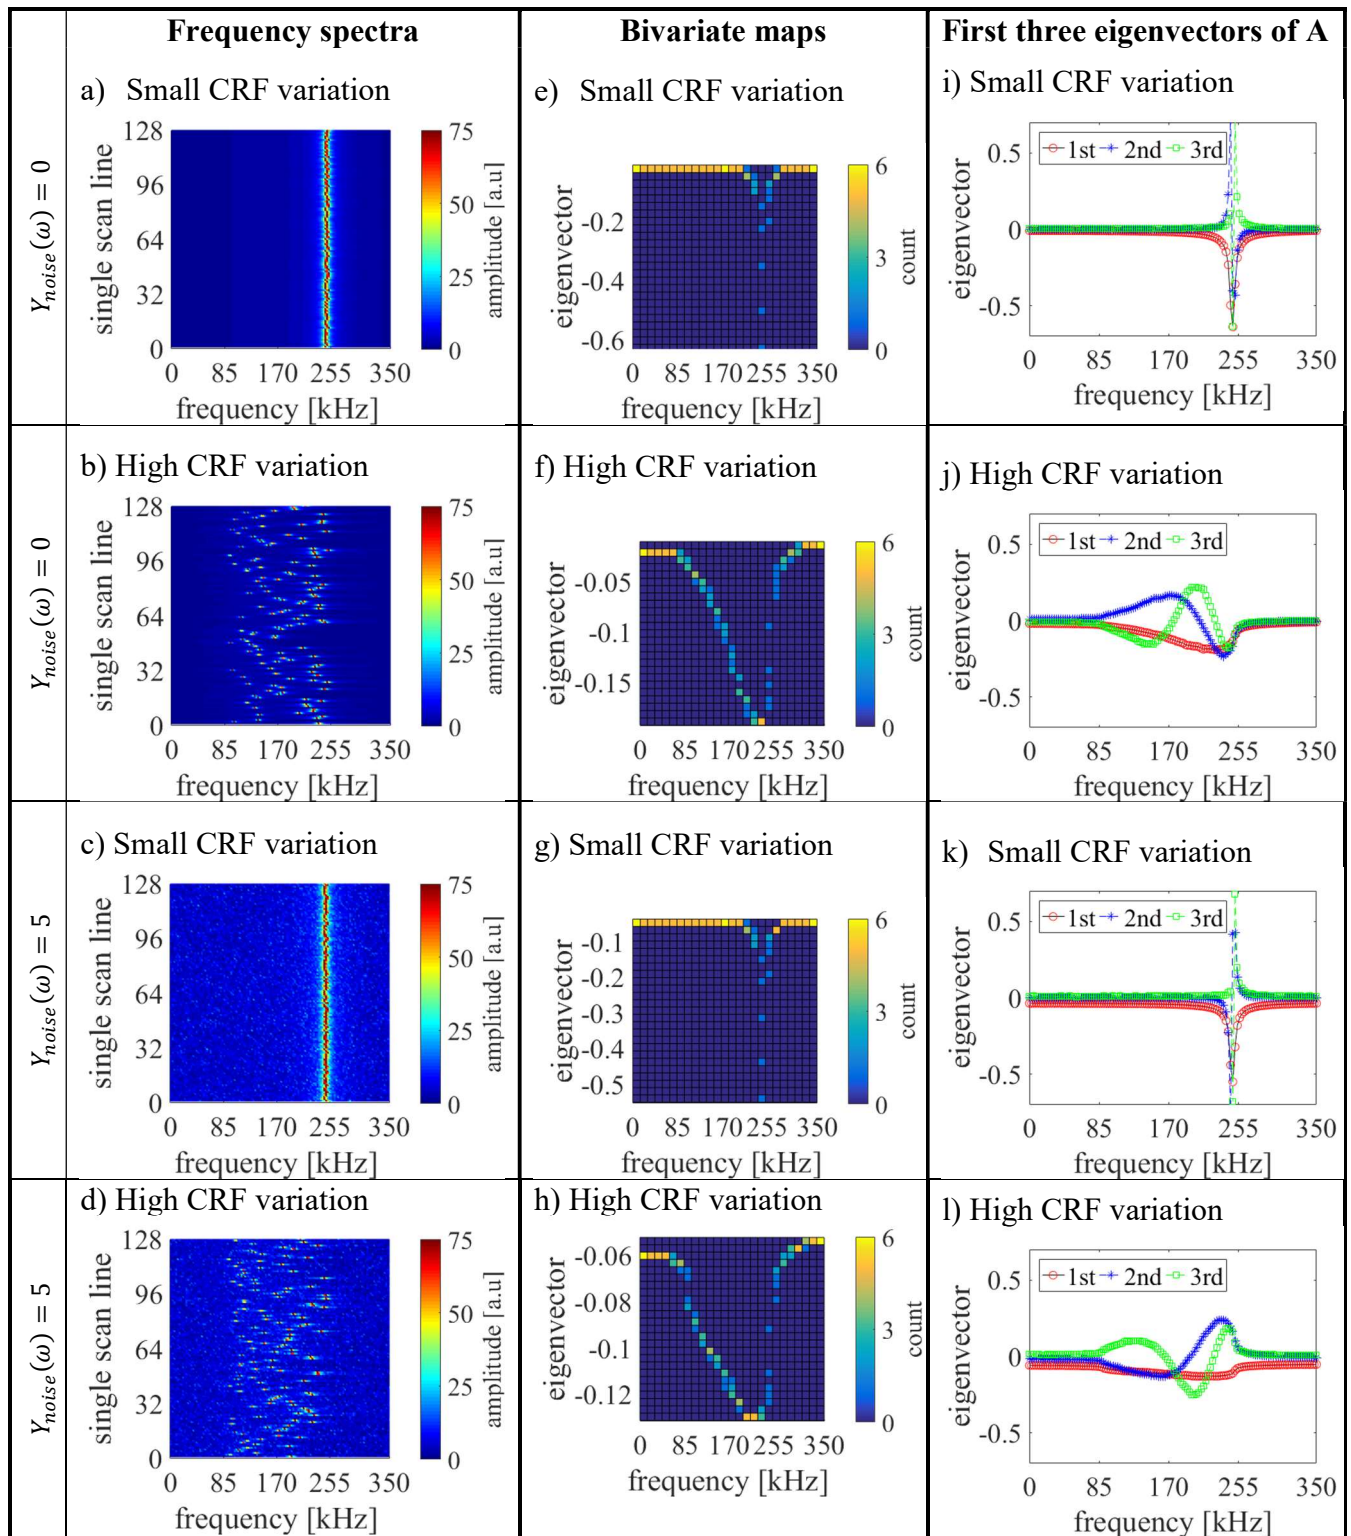 Frequency spectra
Bivariate maps
First three eigenvectors of A
Y_noise(ω) = 0
a) Small CRF variation
128
96
64
32
0
single scan line
0 85 170 255 350
frequency [kHz]
75
50
25
0
amplitude [a.u]
e) Small CRF variation
-0.2
-0.4
-0.6
eigenvector
0 85 170 255 350
frequency [kHz]
6
3
0
count
i) Small CRF variation
1st 2nd 3rd
0.5
0
-0.5
eigenvector
0 85 170 255 350
frequency [kHz]
Y_noise(ω) = 0
b) High CRF variation
128
96
64
32
0
single scan line
0 85 170 255 350
frequency [kHz]
75
50
25
0
amplitude [a.u]
f) High CRF variation
-0.05
-0.1
-0.15
eigenvector
0 85 170 255 350
frequency [kHz]
6
3
0
count
j) High CRF variation
1st 2nd 3rd
0.5
0
-0.5
eigenvector
0 85 170 255 350
frequency [kHz]
Y_noise(ω) = 5
c) Small CRF variation
128
96
64
32
0
single scan line
0 85 170 255 350
frequency [kHz]
75
50
25
0
amplitude [a.u]
g) Small CRF variation
-0.1
-0.2
-0.3
-0.4
-0.5
eigenvector
0 85 170 255 350
frequency [kHz]
6
3
0
count
k) Small CRF variation
1st 2nd 3rd
0.5
0
-0.5
eigenvector
0 85 170 255 350
frequency [kHz]
Y_noise(ω) = 5
d) High CRF variation
128
96
64
32
0
single scan line
0 85 170 255 350
frequency [kHz]
75
50
25
0
amplitude [a.u]
h) High CRF variation
-0.06
-0.08
-0.1
-0.12
eigenvector
0 85 170 255 350
frequency [kHz]
6
3
0
count
l) High CRF variation
1st 2nd 3rd
0.5
0
-0.5
eigenvector
0 85 170 255 350
frequency [kHz]